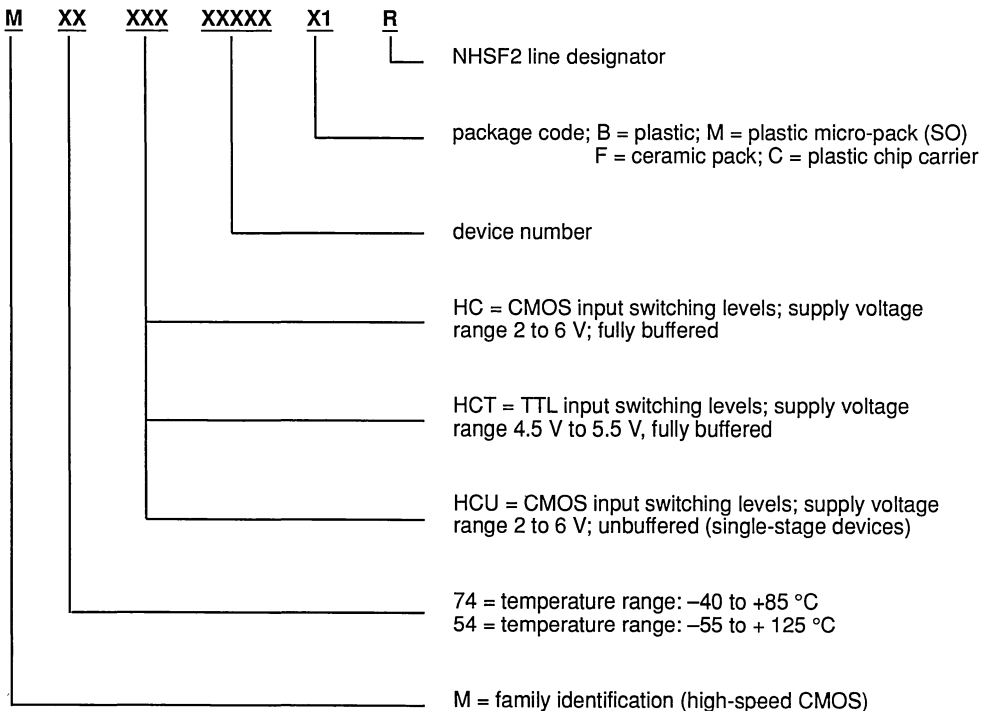 M XX XXX XXXXX X1 R
NHSF2 line designator
package code; B = plastic; M = plastic micro-pack (SO)
F = ceramic pack; C = plastic chip carrier
device number
HC = CMOS input switching levels; supply voltage
range 2 to 6 V; fully buffered
HCT = TTL input switching levels; supply voltage
range 4.5 V to 5.5 V, fully buffered
HCU = CMOS input switching levels; supply voltage
range 2 to 6 V; unbuffered (single-stage devices)
74 = temperature range: –40 to +85 °C
54 = temperature range: –55 to + 125 °C
M = family identification (high-speed CMOS)